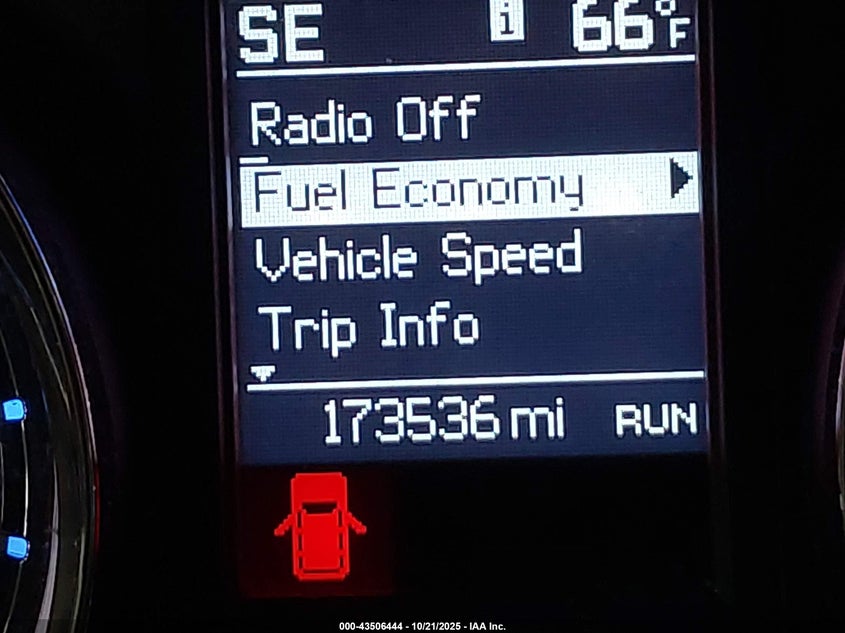 SE i 66°F
Radio Off
Fuel Economy
Vehicle Speed
Trip Info
173536 mi RUN
000-43506444 - 10/21/2025 - IAA Inc.